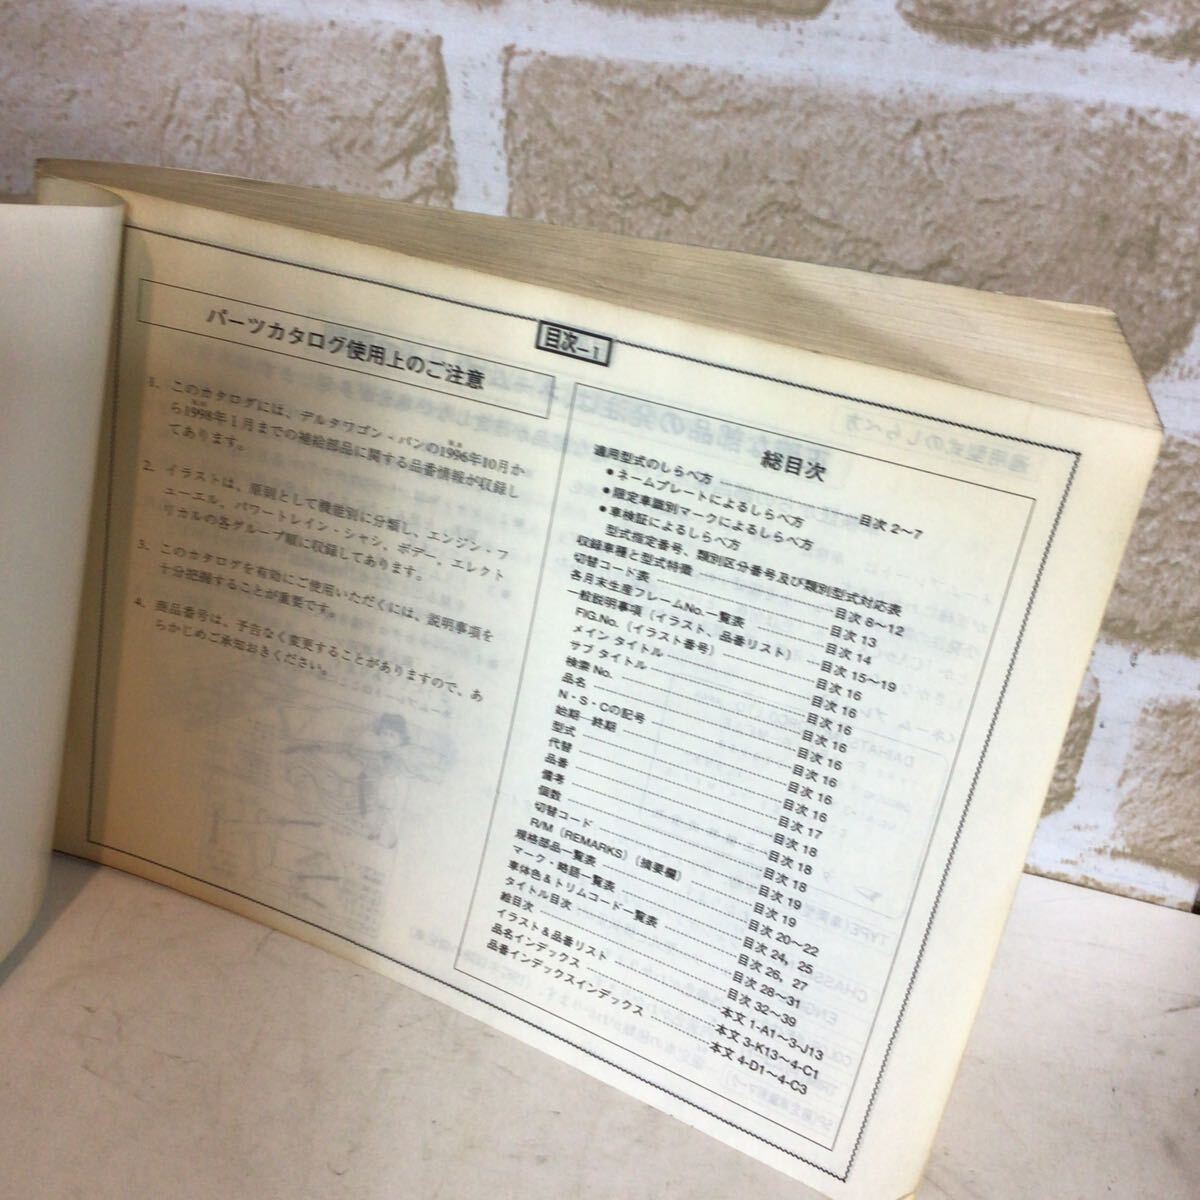 目次−1
パーツカタログ使用上のご注意
1. このカタログには、デルタワゴン・バンの1996年10月か
ら1998年1月までの補給部品に関する品番情報が収録し
てあります。
2. イラストは、原則として機能別に分類し、エンジン・フ
ューエル、パワートレイン・シャシ、ボデー、エレクト
リカルの各グループ順に収録してあります。
3. このカタログを有効にご使用いただくには、説明事項を
十分把握することが重要です。
4. 商品番号は、予告なく変更することがありますので、あ
らかじめご承知おきください。
総目次
適用型式のしらべ方 目次 2〜7
●ネームプレートによるしらべ方
●限定車識別マークによるしらべ方
●車検証によるしらべ方
型式指定番号、類別区分番号及び類別型式対応表
収録車種と型式特徴 目次 8〜12
切替コード表 目次 13
各月末生産フレームNo.一覧表 目次 14
一般説明事項（イラスト、品番リスト） 目次 15〜19
FIG.No.（イラスト番号） 目次 16
メイン タイトル 目次 16
サブ タイトル 目次 16
検索 No. 目次 16
品名 目次 16
N・S・Cの記号 目次 16
始期―終期 目次 16
型式 目次 17
代替 目次 18
品番 目次 18
備考 目次 18
個数 目次 19
切替コード 目次 19
R/M（REMARKS）（摘要欄）
規格部品一覧表 目次 20〜22
マーク・略語一覧表 目次 24, 25
車体色＆トリムコード一覧表 目次 26, 27
タイトル目次 目次 28〜31
絵目次 目次 32〜39
イラスト＆品番リスト 本文 1-A1〜3-J13
品名インデックス 本文 3-K13〜4-C1
品番インデックスインデックス 本文 4-D1〜4-C3